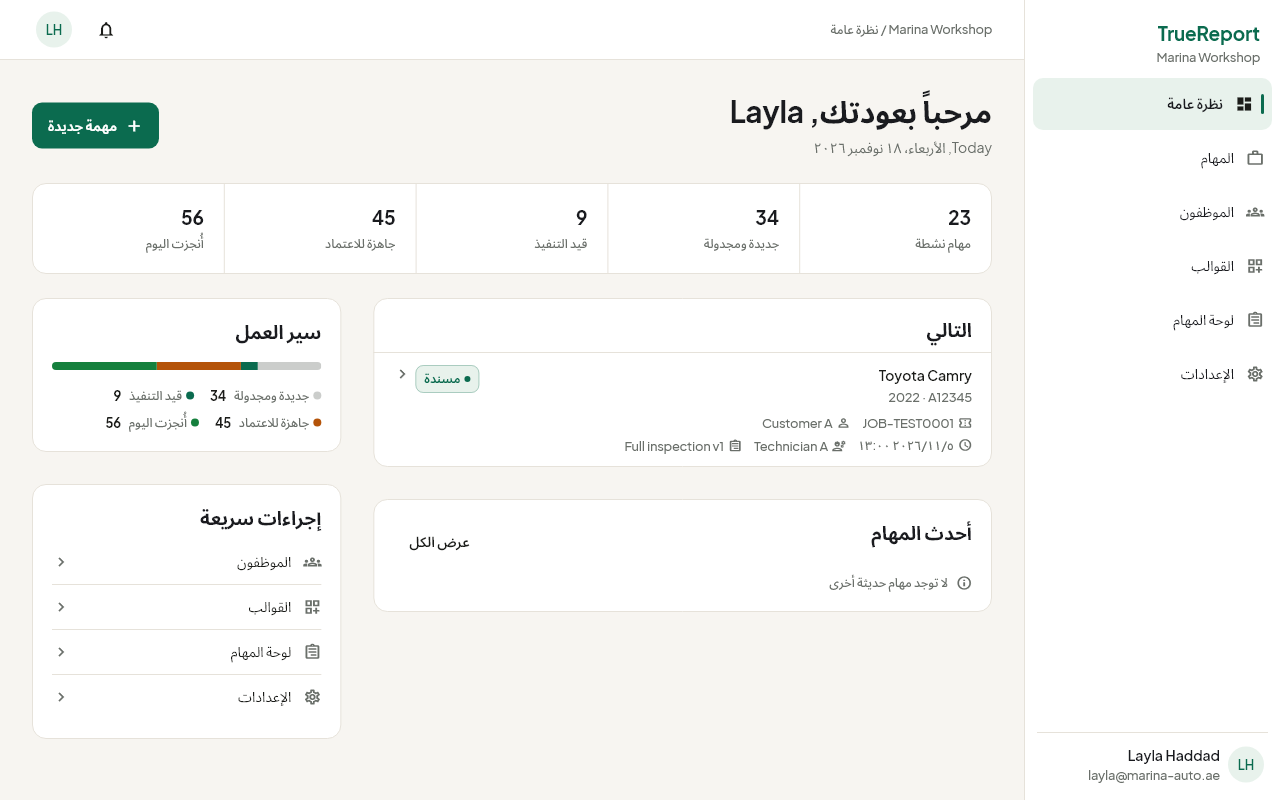 TrueReport
Marina Workshop
نظرة عامة
المهام
الموظفون
القوالب
لوحة المهام
الإعدادات
Layla Haddad
layla@marina-auto.ae
LH
Marina Workshop / نظرة عامة
LH
مرحباً بعودتك, Layla
Today, الأربعاء، ١٨ نوفمبر ٢٠٢٦
مهمة جديدة
23
مهام نشطة
34
جديدة ومجدولة
9
قيد التنفيذ
45
جاهزة للاعتماد
56
أُنجزت اليوم
التالي
Toyota Camry
مسندة
2022 · A12345
JOB-TEST0001 Customer A
٢٠٢٦/١١/٥ ١٣:٠٠ Technician A Full inspection v1
أحدث المهام
عرض الكل
لا توجد مهام حديثة أخرى
سير العمل
جديدة ومجدولة 34 قيد التنفيذ 9
جاهزة للاعتماد 45 أُنجزت اليوم 56
إجراءات سريعة
الموظفون
القوالب
لوحة المهام
الإعدادات